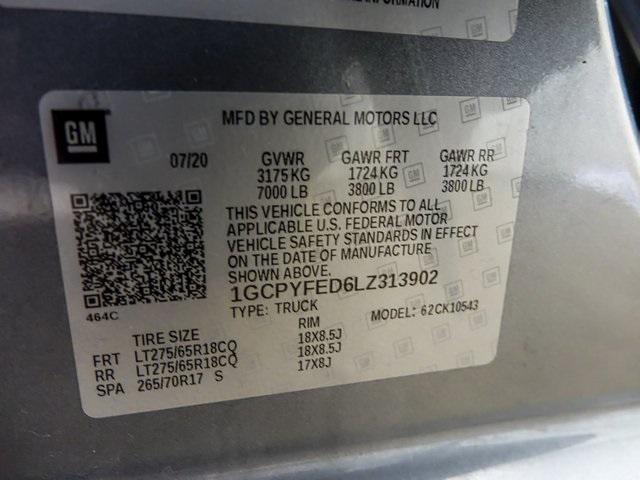 INFORMATION
GM
MFD BY GENERAL MOTORS LLC
07/20 GVWR GAWR FRT GAWR RR
3175 KG 1724 KG 1724 KG
7000 LB 3800 LB 3800 LB
THIS VEHICLE CONFORMS TO ALL
APPLICABLE U.S. FEDERAL MOTOR
VEHICLE SAFETY STANDARDS IN EFFECT
ON THE DATE OF MANUFACTURE
SHOWN ABOVE.
1GCPYFED6LZ313902
464C
TYPE: TRUCK MODEL: 62CK10543
TIRE SIZE RIM
FRT LT275/65R18CQ 18X8.5J
RR LT275/65R18CQ 18X8.5J
SPA 265/70R17 S 17X8J